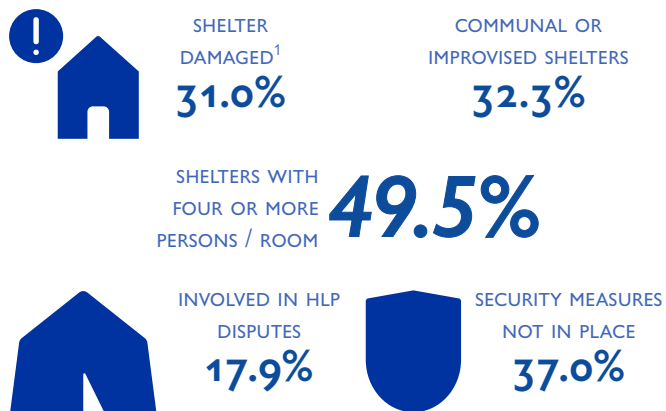 !
SHELTER
DAMAGED1
31.0%
COMMUNAL OR
IMPROVISED SHELTERS
32.3%
SHELTERS WITH
FOUR OR MORE
PERSONS / ROOM
49.5%
INVOLVED IN HLP
DISPUTES
17.9%
SECURITY MEASURES
NOT IN PLACE
37.0%